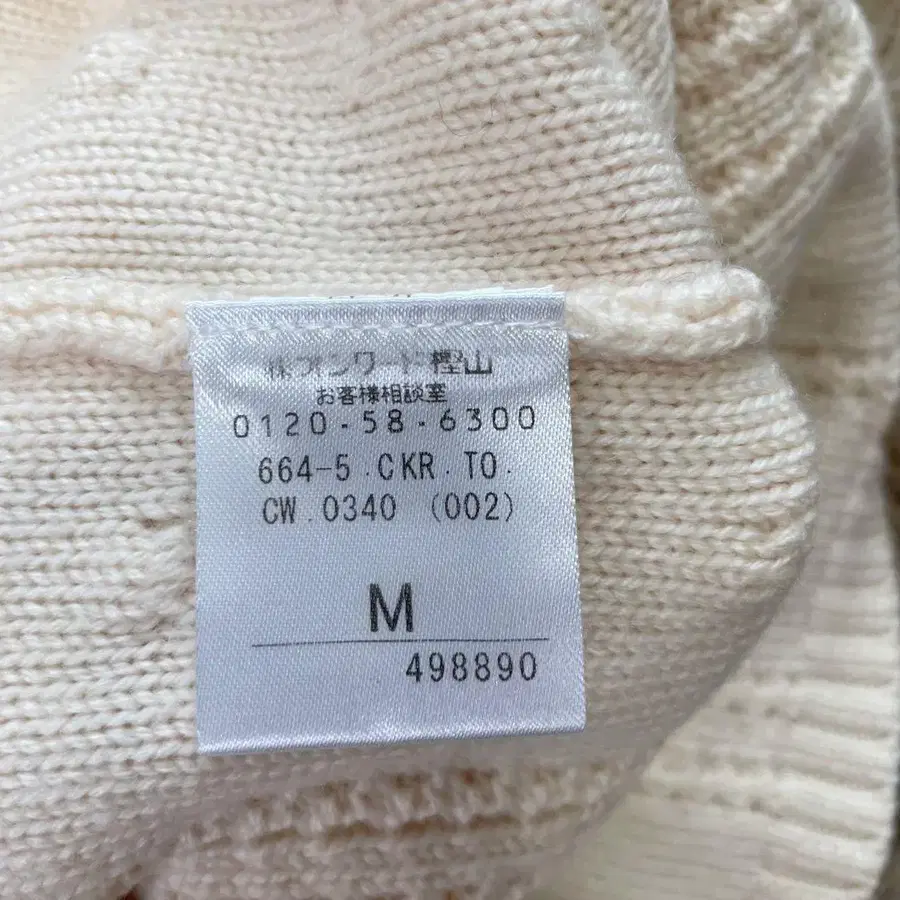 ㈱オンワード樫山
お客様相談室
0120-58-6300
664-5.CKR.TO.
CW.0340 (002)
M
498890